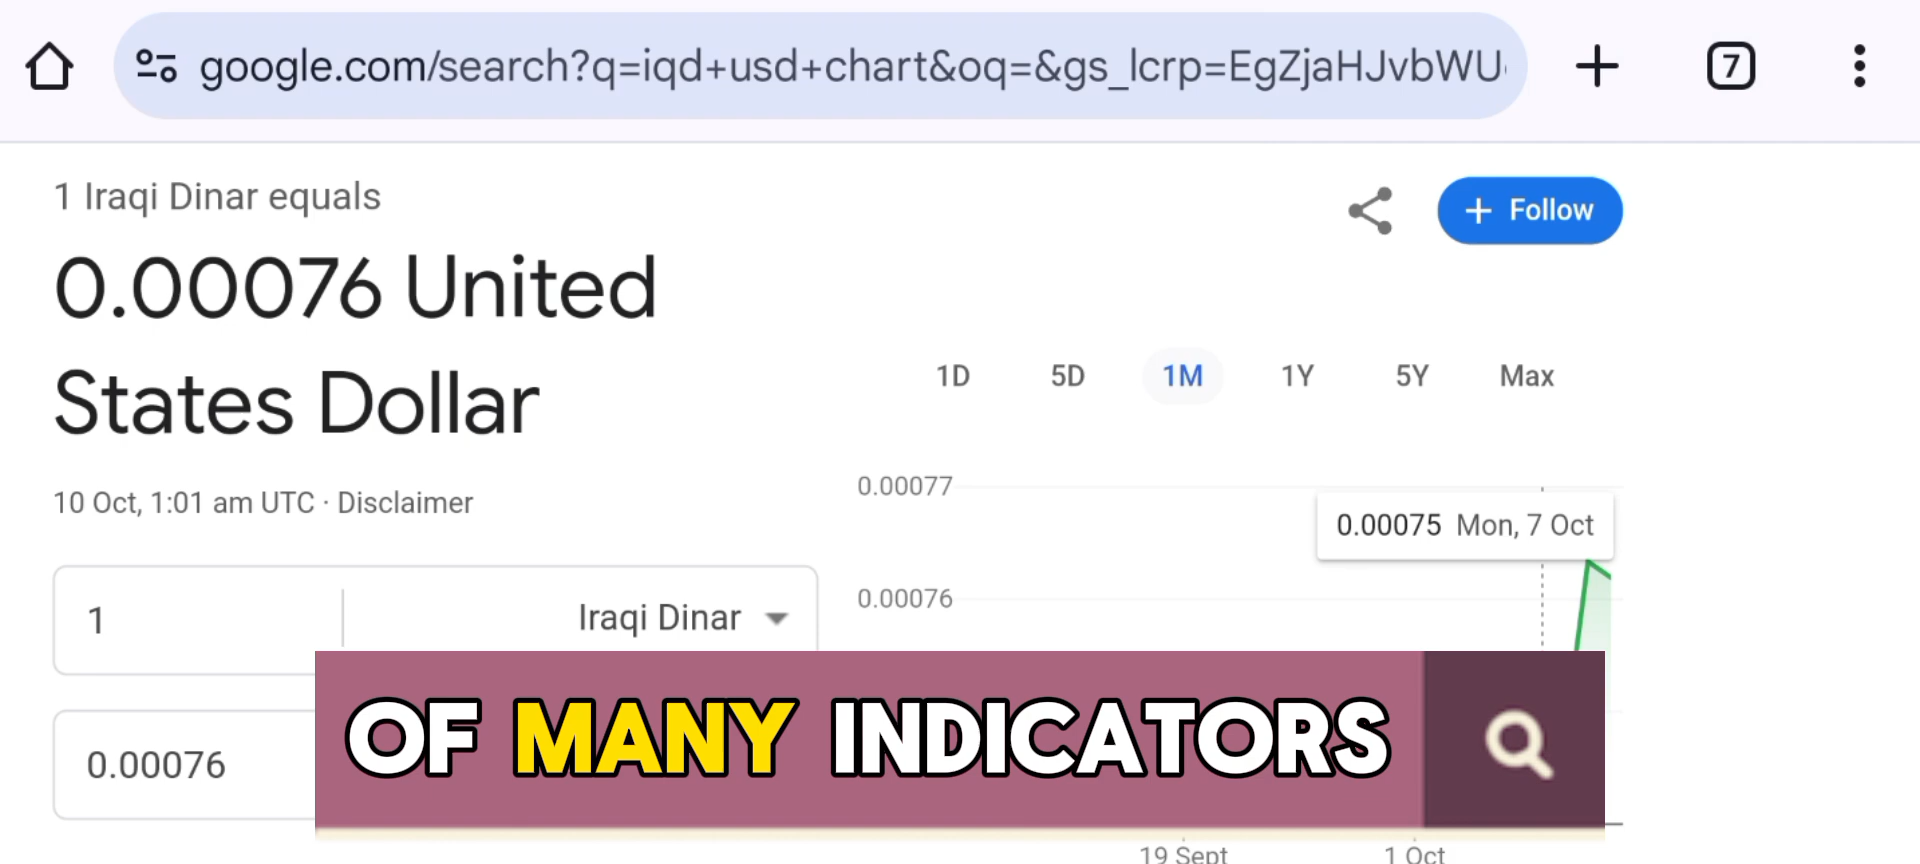 google.com/search?q=iqd+usd+chart&oq=&gs_lcrp=EgZjaHJvbWU
7
1 Iraqi Dinar equals
+ Follow
0.00076 United
States Dollar
1D 5D 1M 1Y 5Y Max
10 Oct, 1:01 am UTC · Disclaimer
0.00077
0.00075 Mon, 7 Oct
0.00076
1 Iraqi Dinar
0.00076
OF MANY INDICATORS
19 Sept 1 Oct